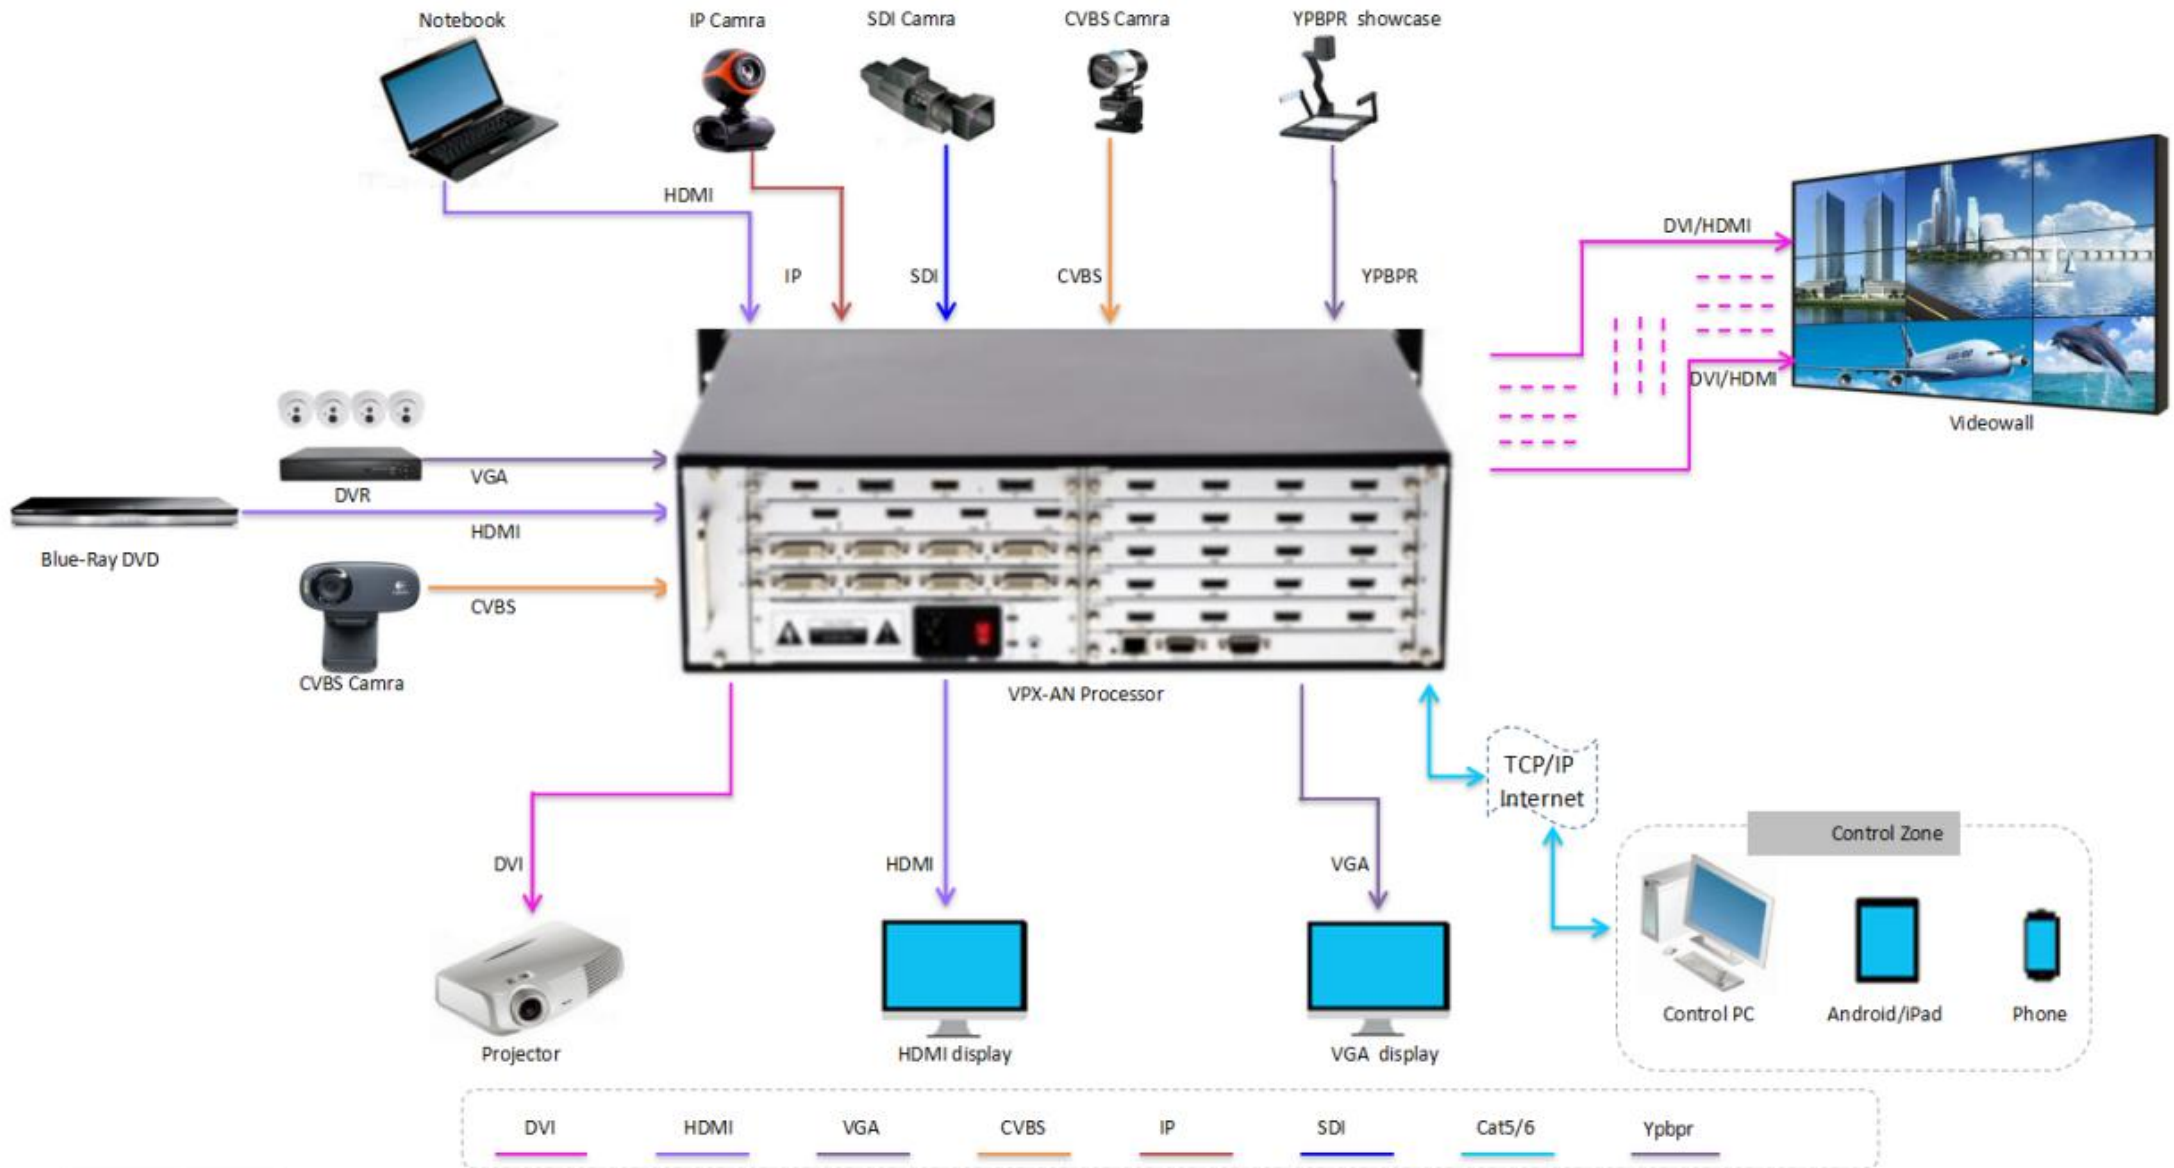 Notebook
IP Camra
SDI Camra
CVBS Camra
YPBPR showcase
HDMI
IP
SDI
CVBS
YPBPR
DVI/HDMI
DVI/HDMI
Videowall
VGA
DVR
HDMI
Blue-Ray DVD
CVBS
CVBS Camra
VPX-AN Processor
TCP/IP
Internet
Control Zone
DVI
HDMI
VGA
Control PC
Android/iPad
Phone
Projector
HDMI display
VGA display
DVI
HDMI
VGA
CVBS
IP
SDI
Cat5/6
Ypbpr